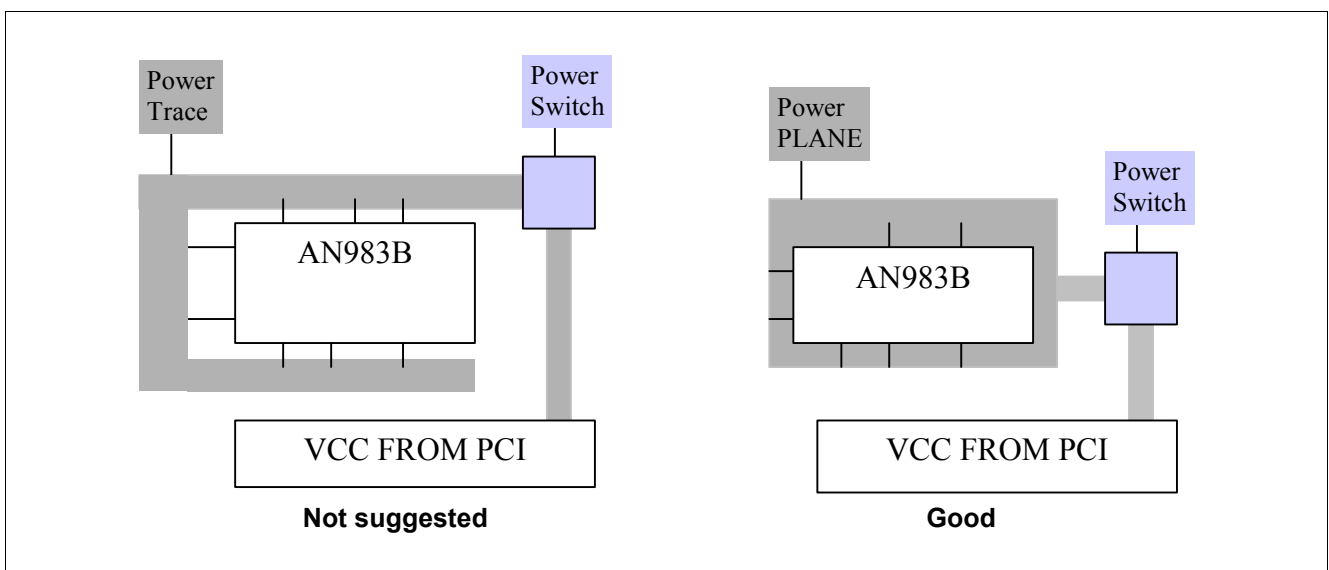 Power
Trace
Power
Switch
AN983B
VCC FROM PCI
Not suggested
Power
PLANE
Power
Switch
AN983B
VCC FROM PCI
Good